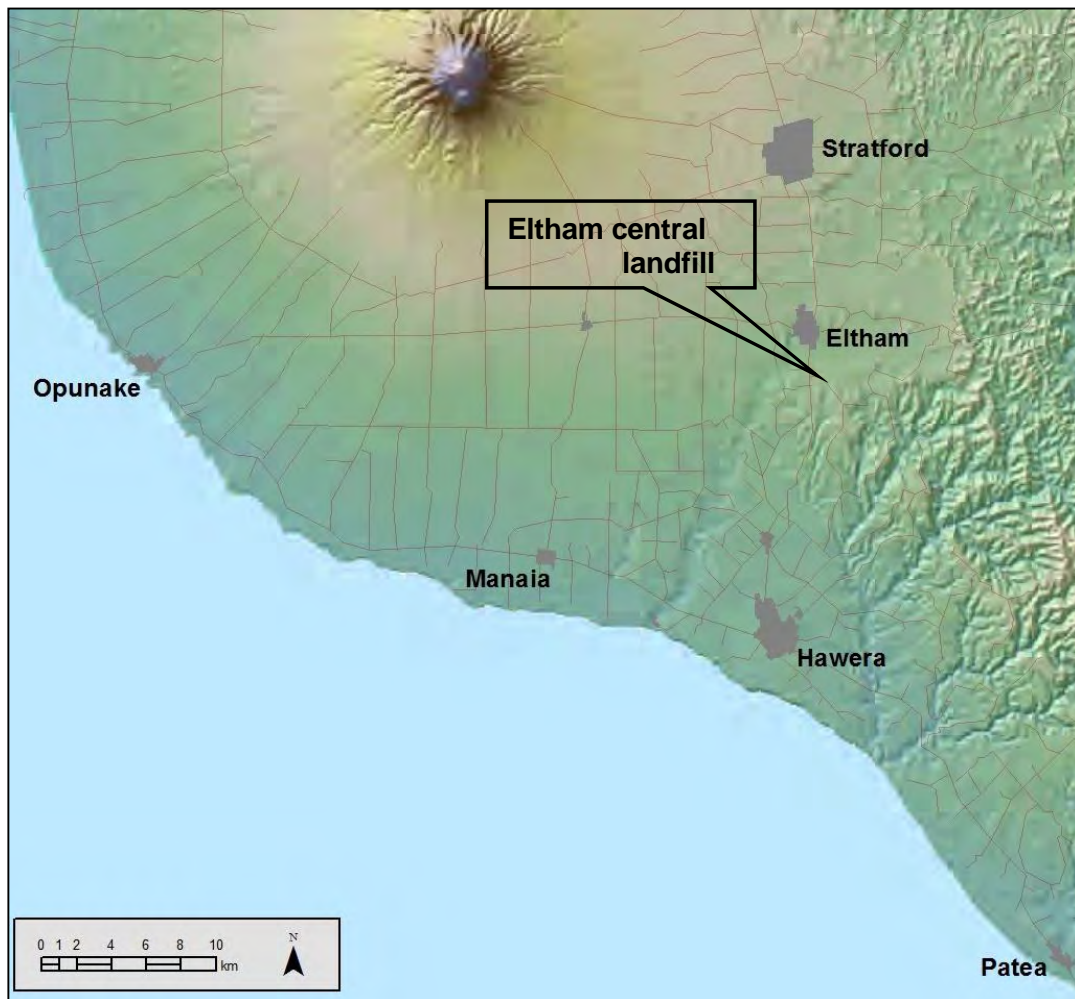 Stratford
Eltham central
landfill
Eltham
Opunake
Manaia
Hawera
0 1 2 4 6 8 10
km
N
Patea